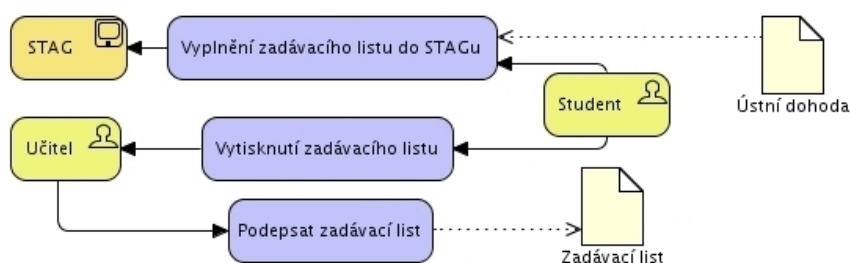 STAG
Vyplnění zadávacího listu do STAGu
Student
Ústní dohoda
Učitel
Vytisknutí zadávacího listu
Podepsat zadávací list
Zadávací list